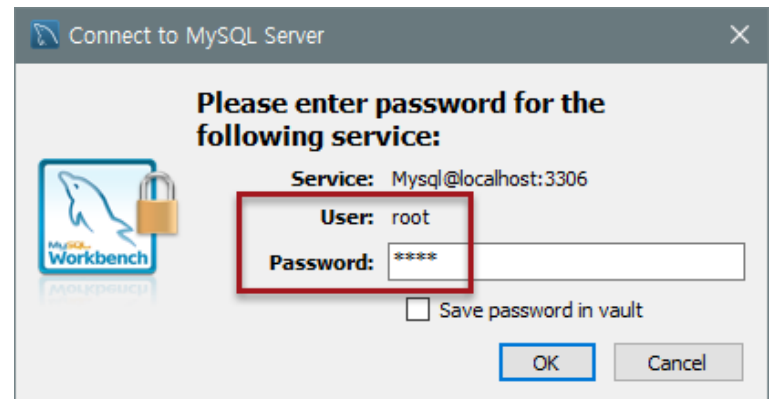 Connect to MySQL Server
Please enter password for the
following service:
Service: Mysql@localhost:3306
User: root
MySQL
Workbench
Password: ****
Save password in vault
OK Cancel